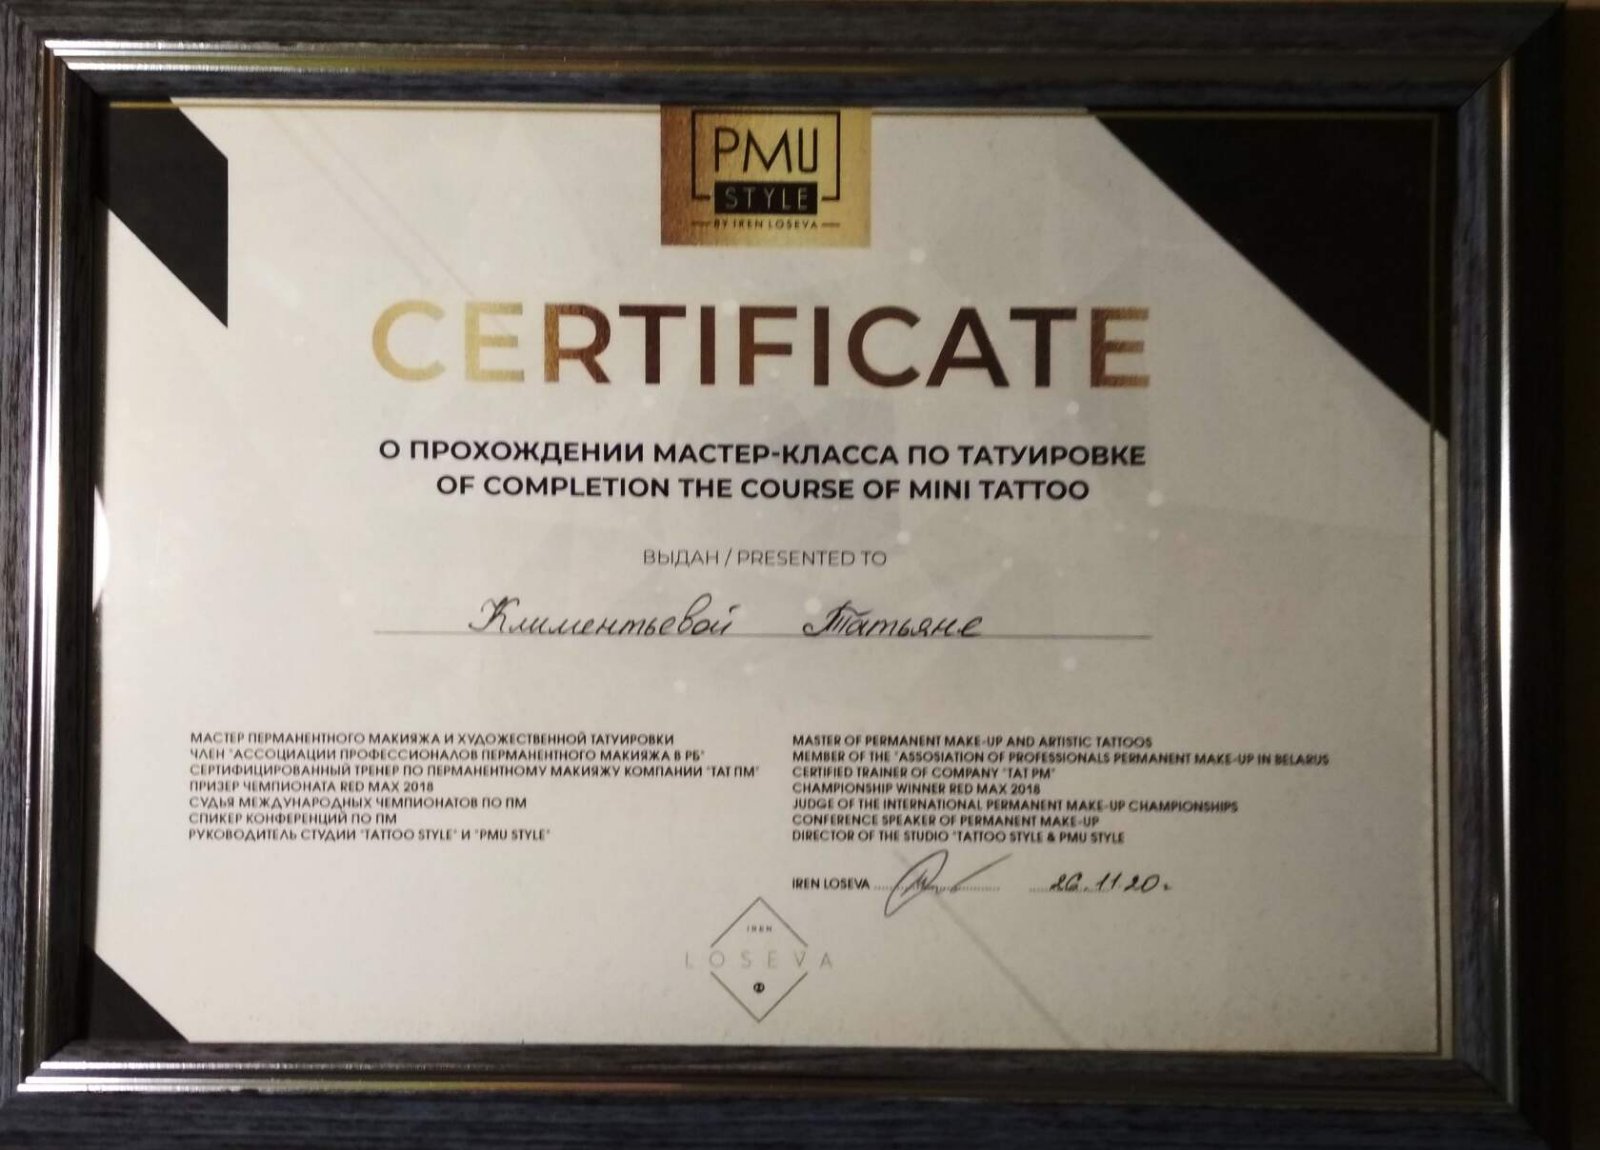 PMU
STYLE
BY IREN LOSEVA
CERTIFICATE
О ПРОХОЖДЕНИИ МАСТЕР-КЛАССА ПО ТАТУИРОВКЕ
OF COMPLETION THE COURSE OF MINI TATTOO
ВЫДАН / PRESENTED TO
Климентьевой Татьяне
МАСТЕР ПЕРМАНЕНТНОГО МАКИЯЖА И ХУДОЖЕСТВЕННОЙ ТАТУИРОВКИ
ЧЛЕН "АССОЦИАЦИИ ПРОФЕССИОНАЛОВ ПЕРМАНЕНТНОГО МАКИЯЖА В РБ"
СЕРТИФИЦИРОВАННЫЙ ТРЕНЕР ПО ПЕРМАНЕНТНОМУ МАКИЯЖУ КОМПАНИИ "ТАТ ПМ"
ПРИЗЕР ЧЕМПИОНАТА RED MAX 2018
СУДЬЯ МЕЖДУНАРОДНЫХ ЧЕМПИОНАТОВ ПО ПМ
СПИКЕР КОНФЕРЕНЦИЙ ПО ПМ
РУКОВОДИТЕЛЬ СТУДИИ "TATTOO STYLE" И "PMU STYLE"
MASTER OF PERMANENT MAKE-UP AND ARTISTIC TATTOOS
MEMBER OF THE "ASSOSIATION OF PROFESSIONALS PERMANENT MAKE-UP IN BELARUS
CERTIFIED TRAINER OF COMPANY "TAT PM"
CHAMPIONSHIP WINNER RED MAX 2018
JUDGE OF THE INTERNATIONAL PERMANENT MAKE-UP CHAMPIONSHIPS
CONFERENCE SPEAKER OF PERMANENT MAKE-UP
DIRECTOR OF THE STUDIO "TATTOO STYLE & PMU STYLE
IREN LOSEVA 26.11.20г.
IREN
LOSEVA